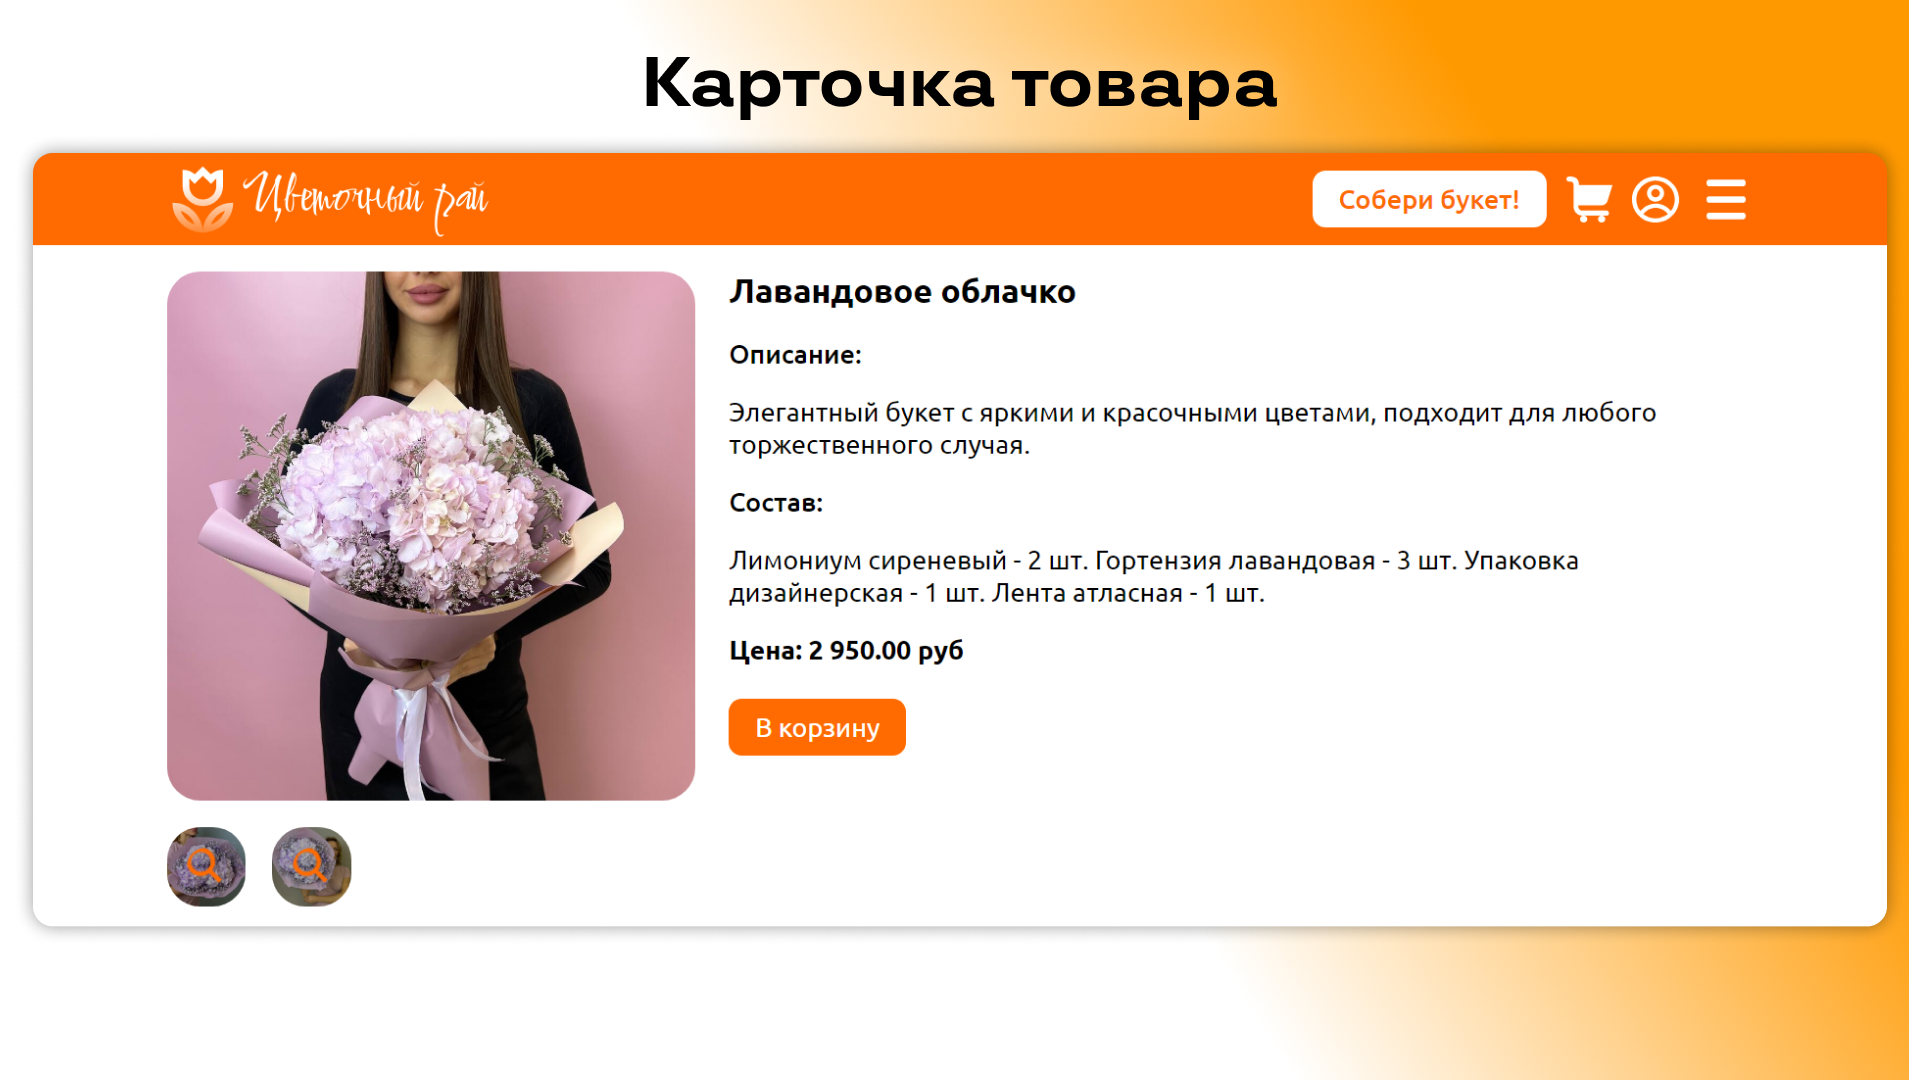 Карточка товара
Цветочный рай
Собери букет!
Лавандовое облачко
Описание:
Элегантный букет с яркими и красочными цветами, подходит для любого
торжественного случая.
Состав:
Лимониум сиреневый - 2 шт. Гортензия лавандовая - 3 шт. Упаковка
дизайнерская - 1 шт. Лента атласная - 1 шт.
Цена: 2 950.00 руб
В корзину